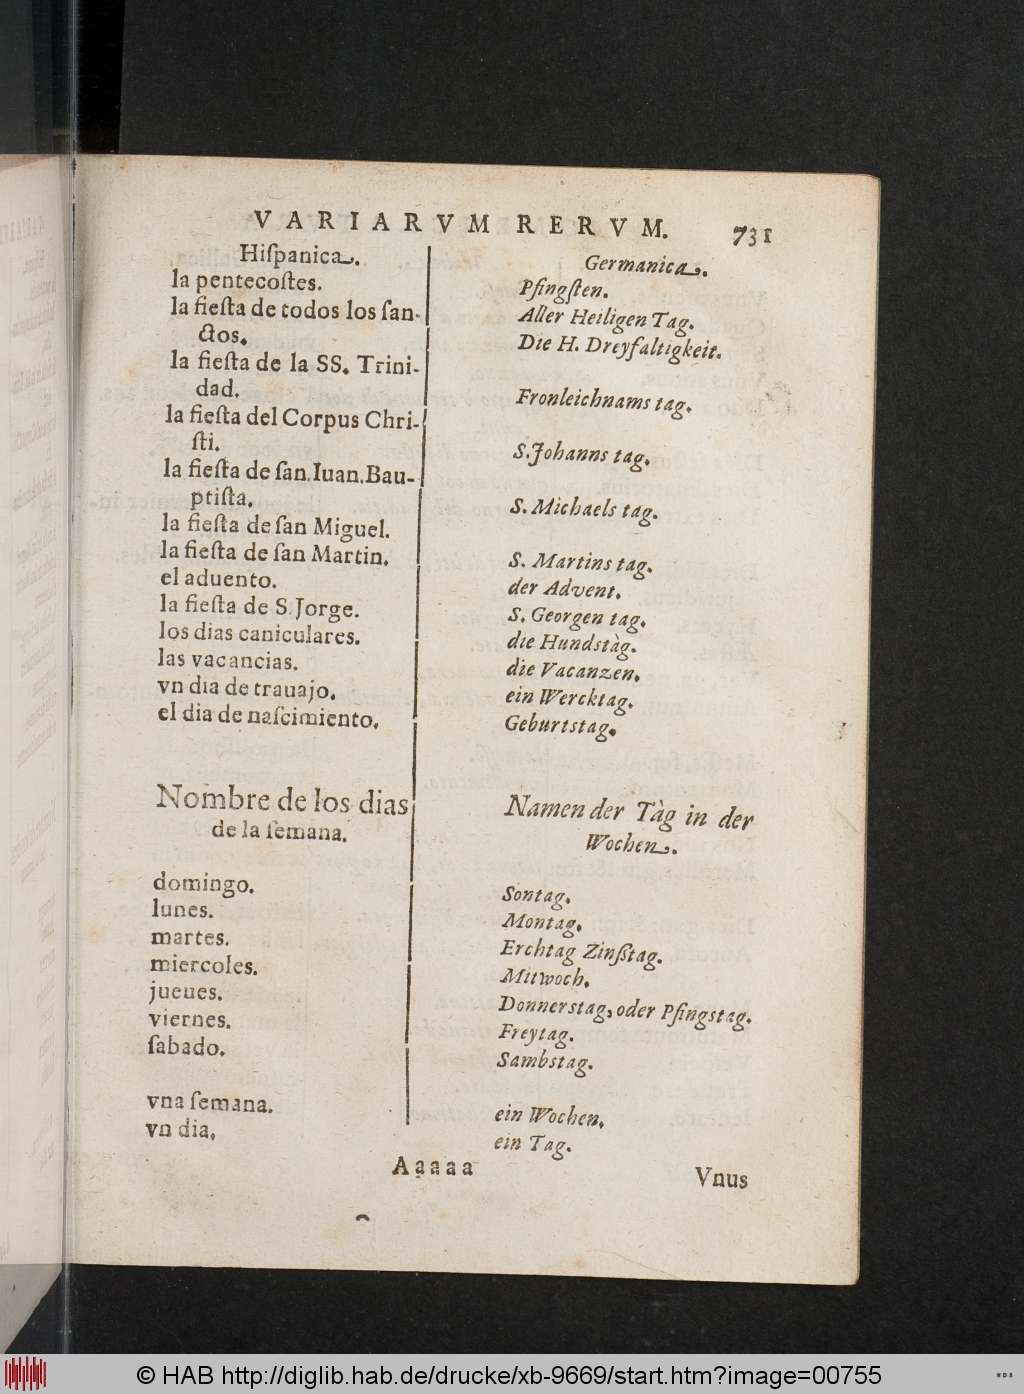 VARIARVM RERVM. 731
Hiſpanica.
la pentecoſtes.
la fieſta de todos los ſan-
ctos.
la fieſta de la SS. Trini-
dad.
la fieſta del Corpus Chri-
ſti.
la fieſta de ſan. Iuan. Bau-
ptiſta.
la fieſta de ſan Miguel.
la fieſta de ſan Martin.
el aduento.
la fieſta de S. Jorge.
los dias caniculares.
las vacancias.
vn dia de trauajo.
el dia de naſcimiento.
Nombre de los dias
de la ſemana.
domingo.
lunes.
martes.
miercoles.
jueues.
viernes.
ſabado.
vna ſemana.
vn dia.
Germanica.
Pfingſten.
Aller Heiligen Tag.
Die H. Dreyfaltigkeit.
Fronleichnams tag.
S. Johanns tag.
S. Michaels tag.
S. Martins tag.
der Advent.
S. Georgen tag.
die Hundstàg.
die Vacanzen.
ein Wercktag.
Geburtstag.
Namen der Tàg in der
Wochen.
Sontag.
Montag.
Erchtag Zinßtag.
Mitwoch.
Donnerstag, oder Pfingstag.
Freytag.
Sambstag.
ein Wochen.
ein Tag.
Aaaaa
Vnus
© HAB http://diglib.hab.de/drucke/xb-9669/start.htm?image=00755